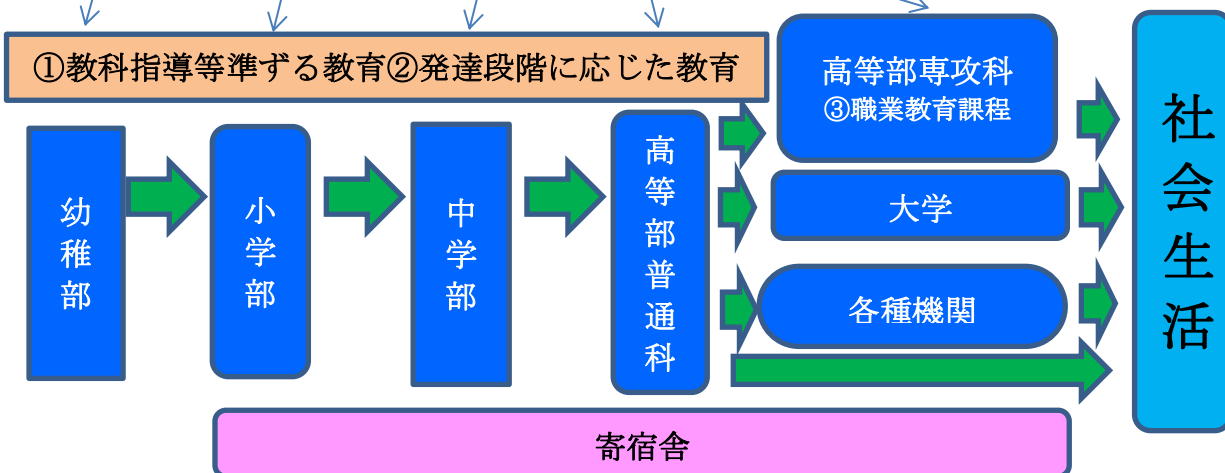 ①教科指導等準ずる教育②発達段階に応じた教育
幼稚部
小学部
中学部
高等部普通科
高等部専攻科
③職業教育課程
大学
各種機関
社会生活
寄宿舎